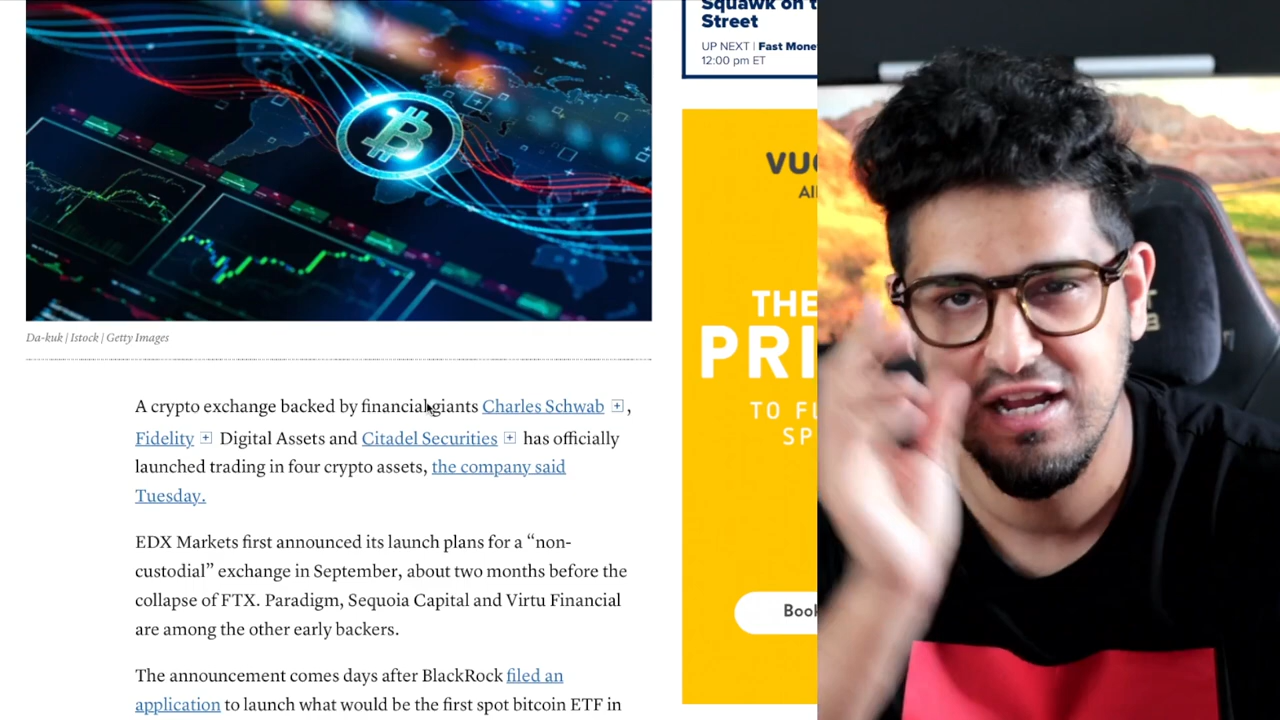 Squawk on t
Street
UP NEXT | Fast Mone
12:00 pm ET
VUE
AI
THE
PRI
TO FL
SP
Book
Da-kuk | Istock | Getty Images
A crypto exchange backed by financial giants Charles Schwab + ,
Fidelity + Digital Assets and Citadel Securities + has officially
launched trading in four crypto assets, the company said
Tuesday.
EDX Markets first announced its launch plans for a “non-
custodial” exchange in September, about two months before the
collapse of FTX. Paradigm, Sequoia Capital and Virtu Financial
are among the other early backers.
The announcement comes days after BlackRock filed an
application to launch what would be the first spot bitcoin ETF in